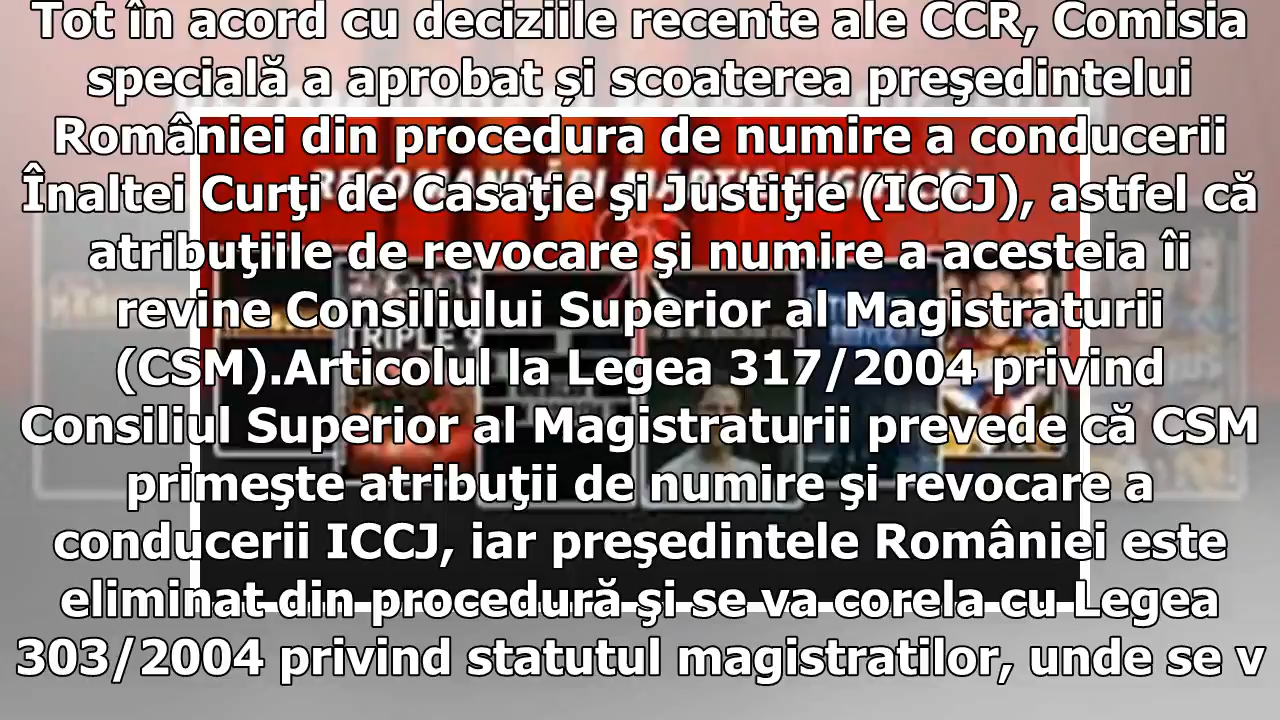 Tot în acord cu deciziile recente ale CCR, Comisia
specială a aprobat și scoaterea preşedintelui
României din procedura de numire a conducerii
Înaltei Curţi de Casaţie şi Justiţie (ICCJ), astfel că
atribuţiile de revocare şi numire a acesteia îi
revine Consiliului Superior al Magistraturii
(CSM).Articolul la Legea 317/2004 privind
Consiliul Superior al Magistraturii prevede că CSM
primeşte atribuţii de numire şi revocare a
conducerii ICCJ, iar preşedintele României este
eliminat din procedură şi se va corela cu Legea
303/2004 privind statutul magistratilor, unde se v
TRIPLE 9